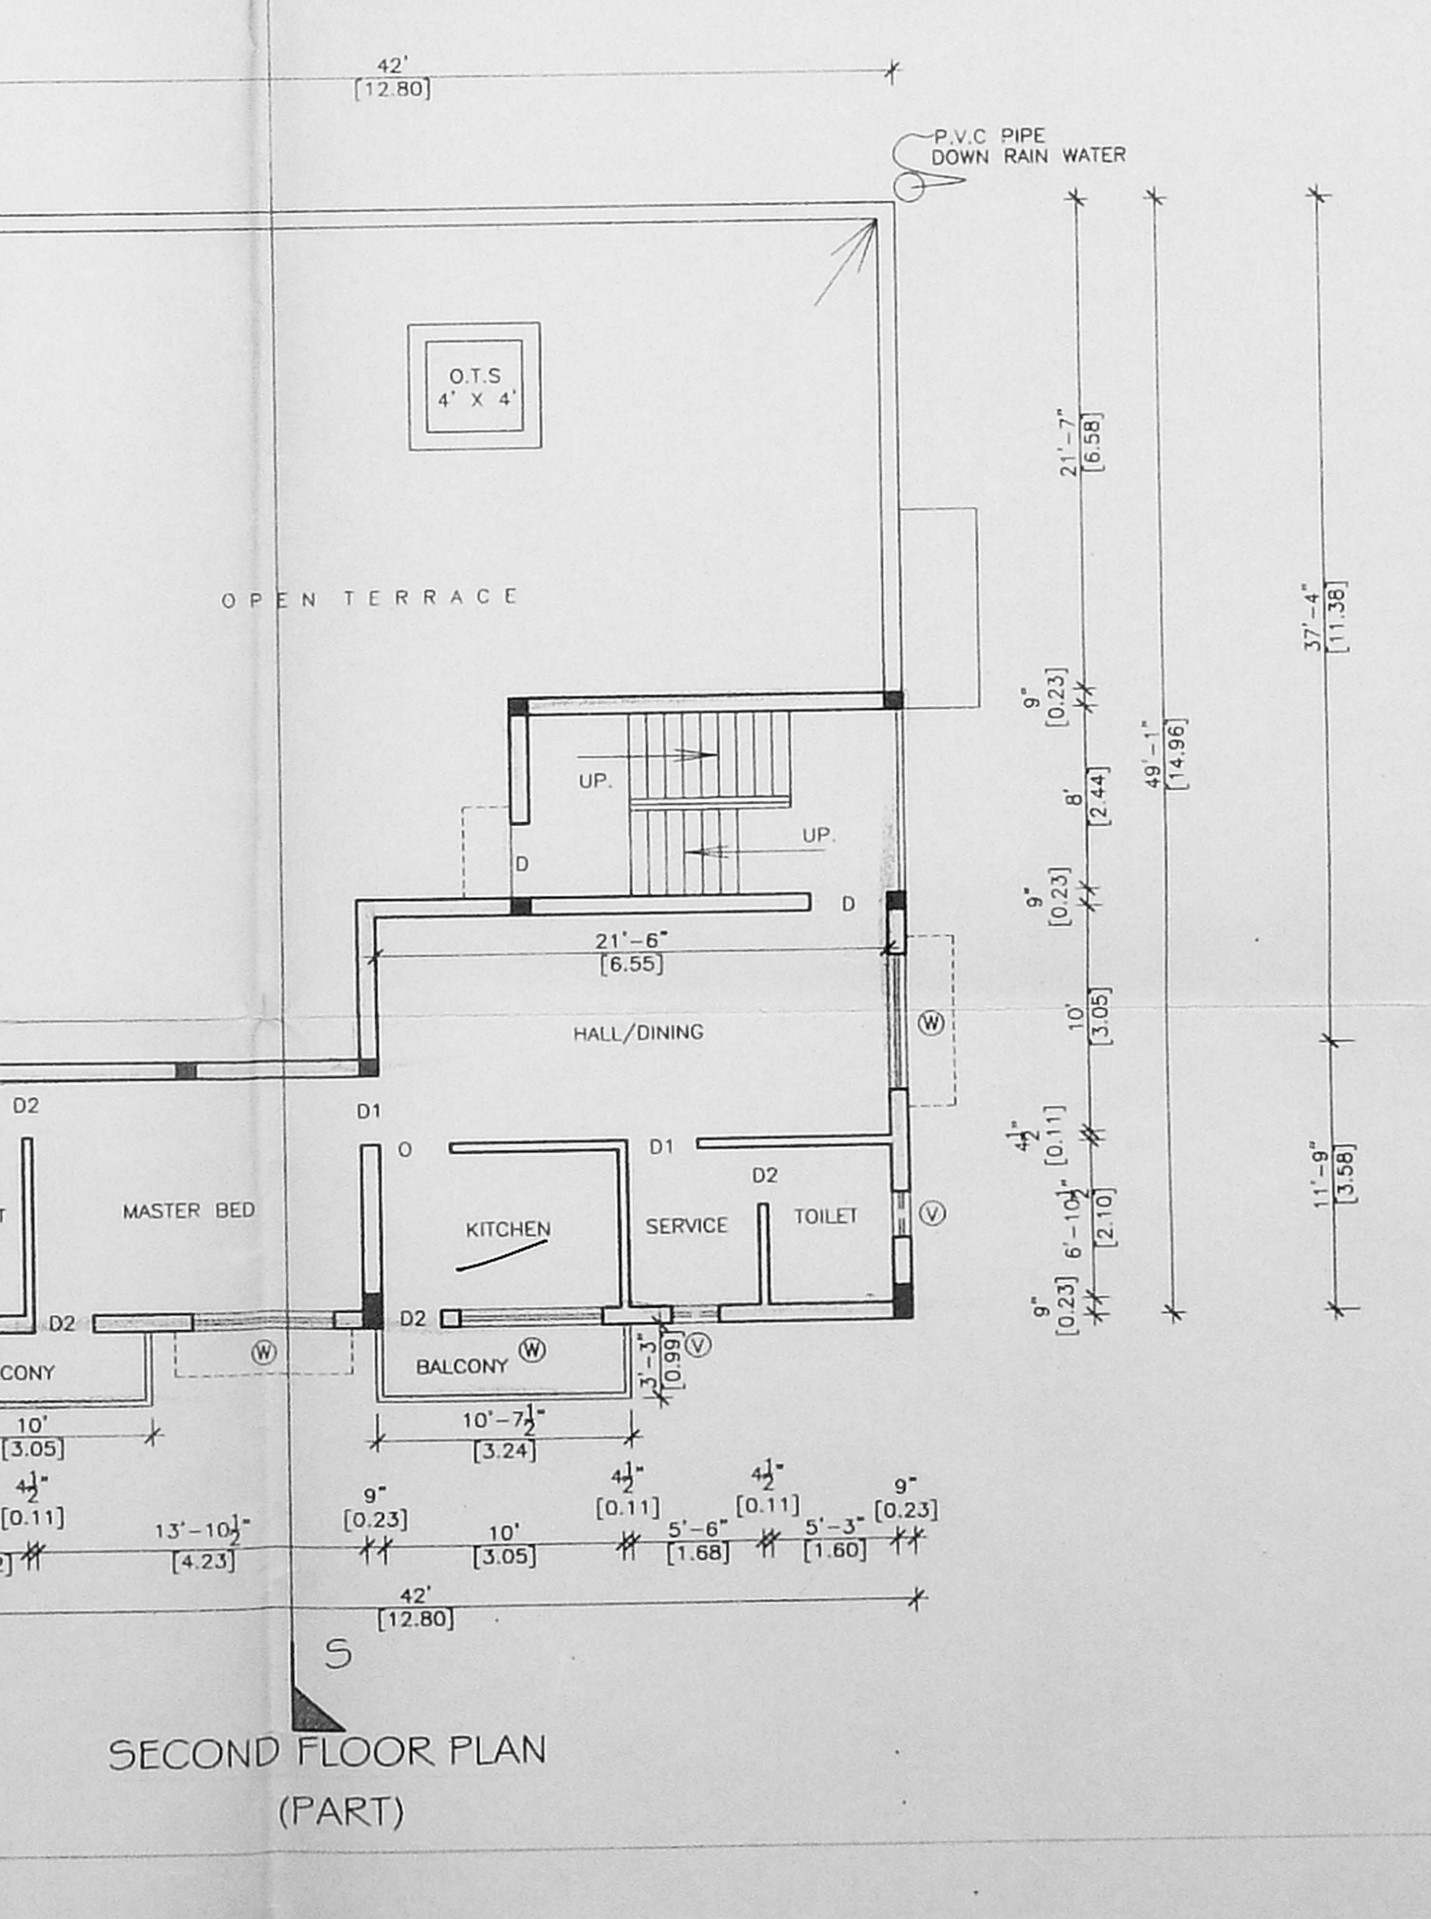 42'
[12.80]
P.V.C PIPE
DOWN RAIN WATER
O.T.S
4' X 4'
21'-7"
[6.58]
OPEN TERRACE
37'-4"
[11.38]
9"
[0.23]
49'-1"
[14.96]
UP.
8'
[2.44]
UP.
D
D
9"
[0.23]
21'-6"
[6.55]
HALL/DINING
W
10'
[3.05]
D2
D1
O
D1
4½"
[0.11]
D2
11'-9"
[3.58]
T
MASTER BED
KITCHEN
SERVICE
TOILET
V
6'-10½"
[2.10]
D2
D2
9"
[0.23]
W
BALCONY
W
3'-3"
[0.99]
V
CONY
10'
[3.05]
10'-7½"
[3.24]
4½"
[0.11]
9"
[0.23]
4½"
[0.11]
4½"
[0.11]
9"
[0.23]
13'-10½"
[4.23]
10'
[3.05]
5'-6"
[1.68]
5'-3"
[1.60]
42'
[12.80]
S
SECOND FLOOR PLAN
(PART)